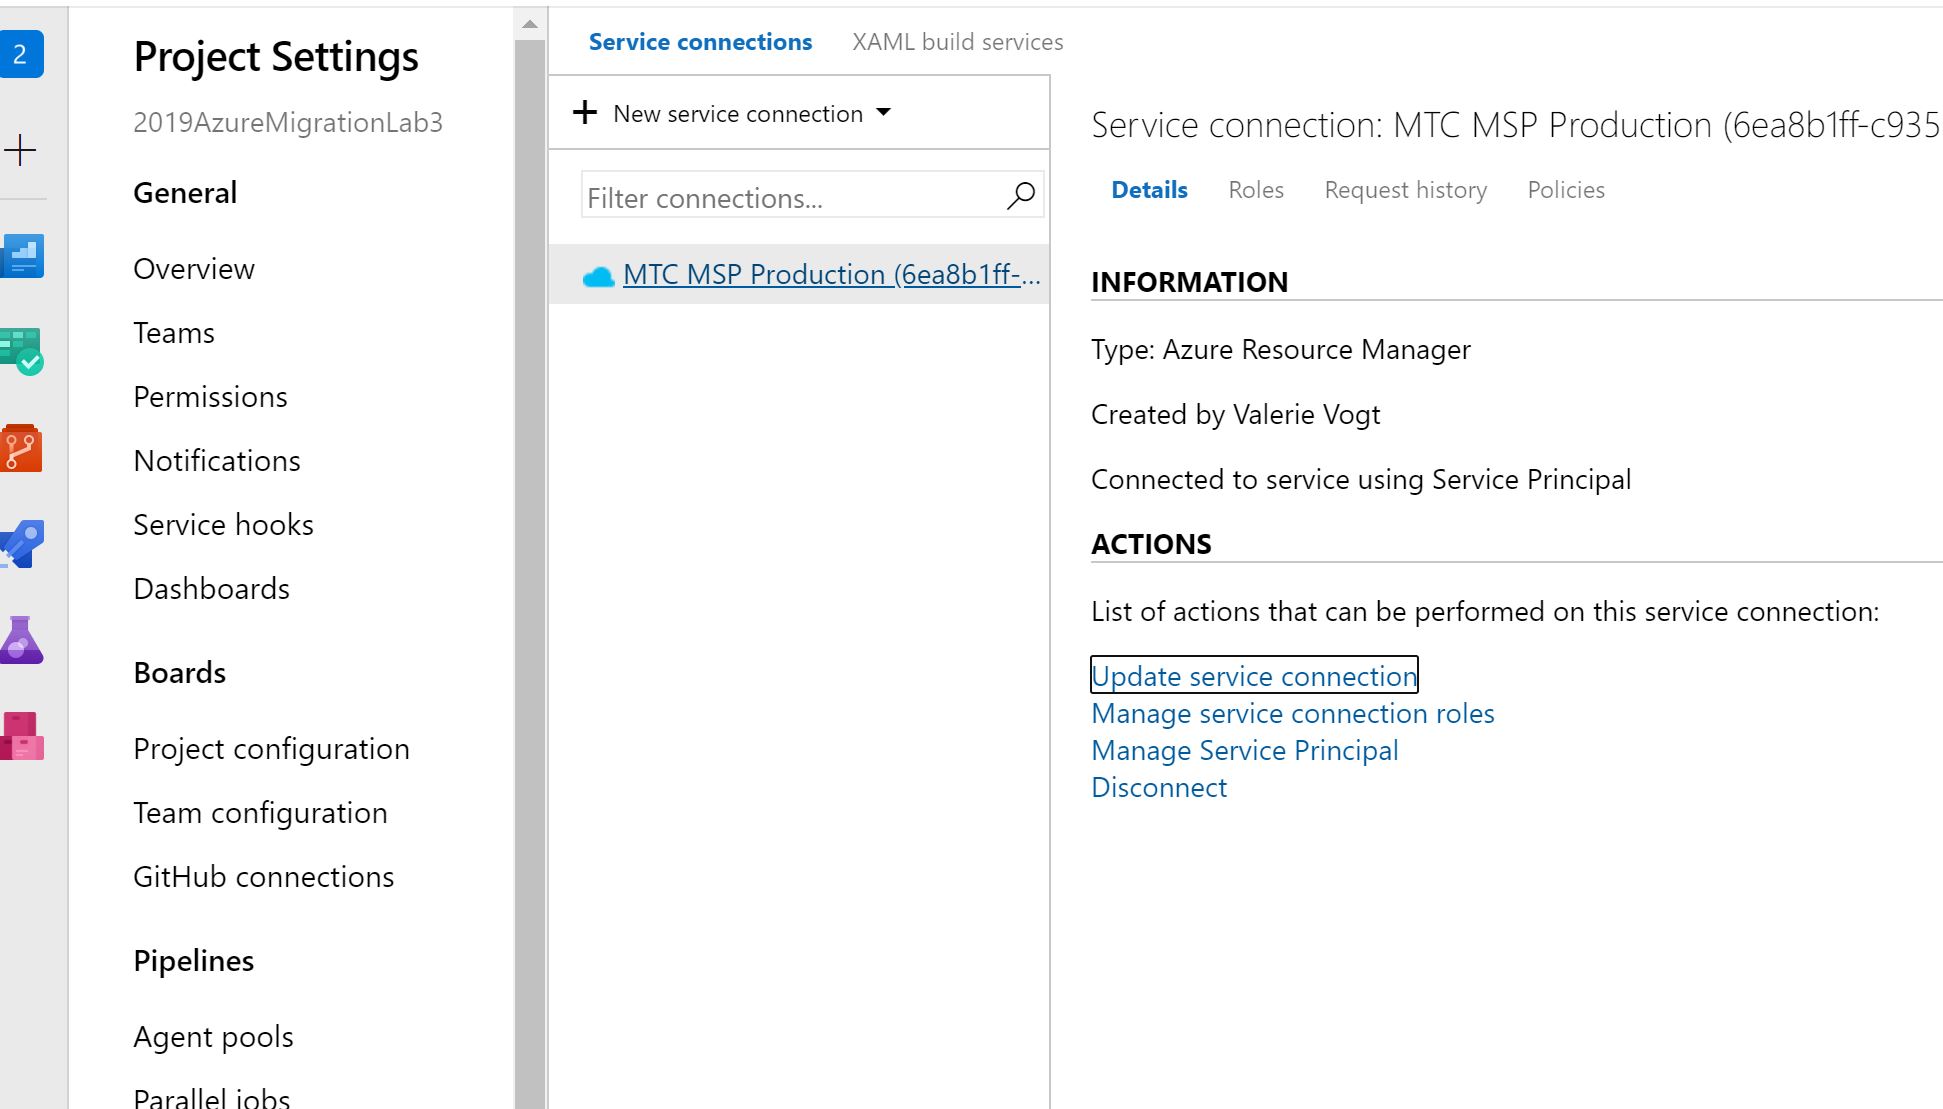 2
Project Settings
2019AzureMigrationLab3
General
Overview
Teams
Permissions
Notifications
Service hooks
Dashboards
Boards
Project configuration
Team configuration
GitHub connections
Pipelines
Agent pools
Parallel jobs
Service connections
XAML build services
New service connection
Filter connections...
MTC MSP Production (6ea8b1ff-...
Service connection: MTC MSP Production (6ea8b1ff-c935
Details
Roles
Request history
Policies
INFORMATION
Type: Azure Resource Manager
Created by Valerie Vogt
Connected to service using Service Principal
ACTIONS
List of actions that can be performed on this service connection:
Update service connection
Manage service connection roles
Manage Service Principal
Disconnect